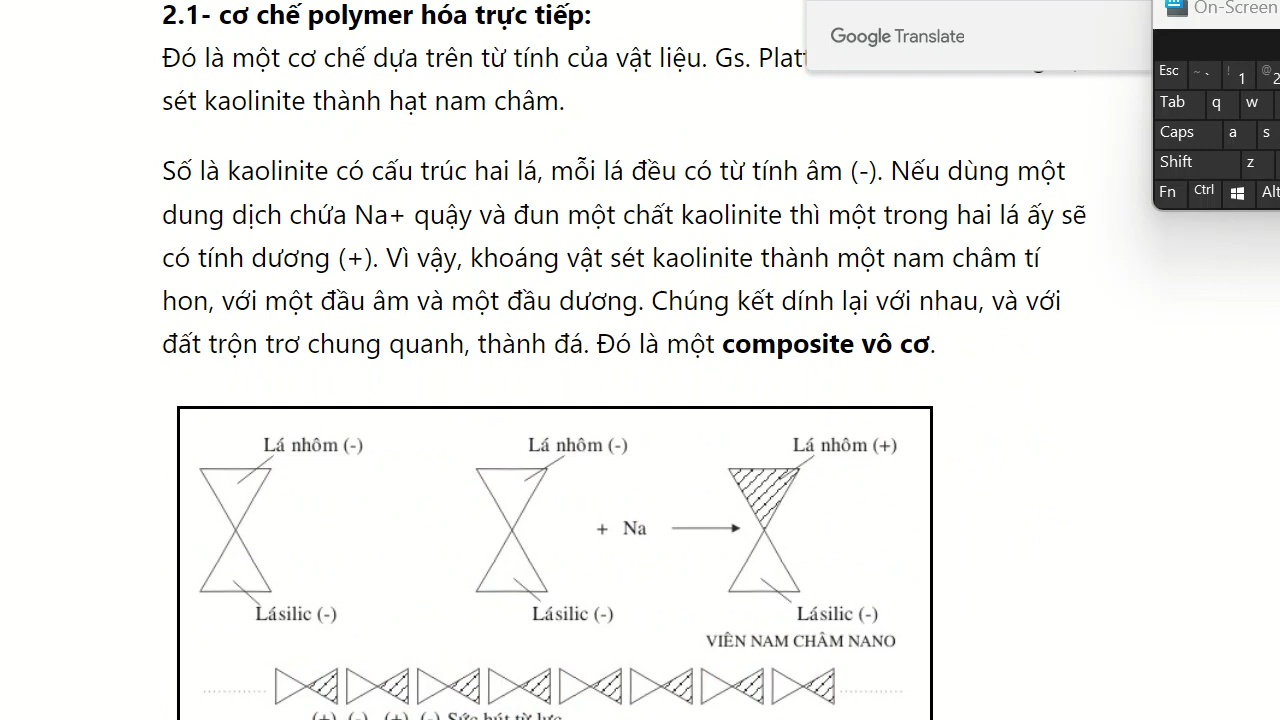 2.1- cơ chế polymer hóa trực tiếp:
Đó là một cơ chế dựa trên từ tính của vật liệu. Gs. Platt
sét kaolinite thành hạt nam châm.
Số là kaolinite có cấu trúc hai lá, mỗi lá đều có từ tính âm (-). Nếu dùng một
dung dịch chứa Na+ quậy và đun một chất kaolinite thì một trong hai lá ấy sẽ
có tính dương (+). Vì vậy, khoáng vật sét kaolinite thành một nam châm tí
hon, với một đầu âm và một đầu dương. Chúng kết dính lại với nhau, và với
đất trộn trơ chung quanh, thành đá. Đó là một composite vô cơ.
Lá nhôm (-) Lá nhôm (-) Lá nhôm (+)
+ Na
Lásilic (-) Lásilic (-) Lásilic (-)
VIÊN NAM CHÂM NANO
(+) (-) (+) (-) Sức hút từ lực
Google Translate
On-Screen
Esc ~ ` ! 1 @ 2
Tab q w
Caps a s
Shift z
Fn Ctrl Alt